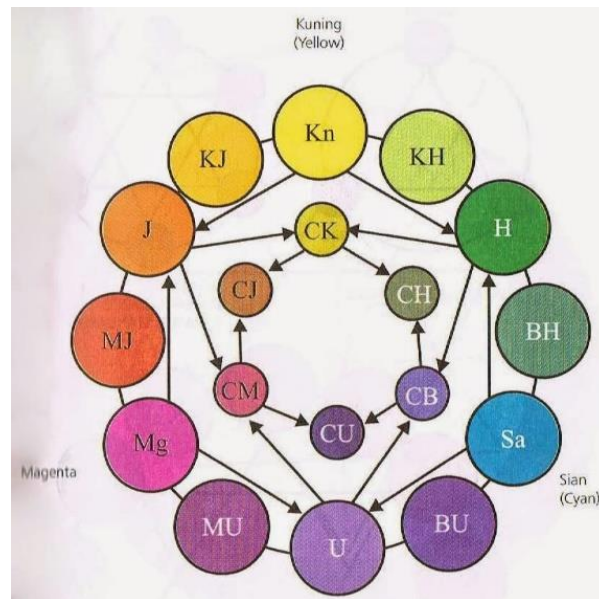 Kuning
(Yellow)
Kn
KJ
KH
J
CK
H
CJ
CH
MJ
BH
CM
CB
CU
Mg
Sa
Magenta
Sian
(Cyan)
MU
U
BU